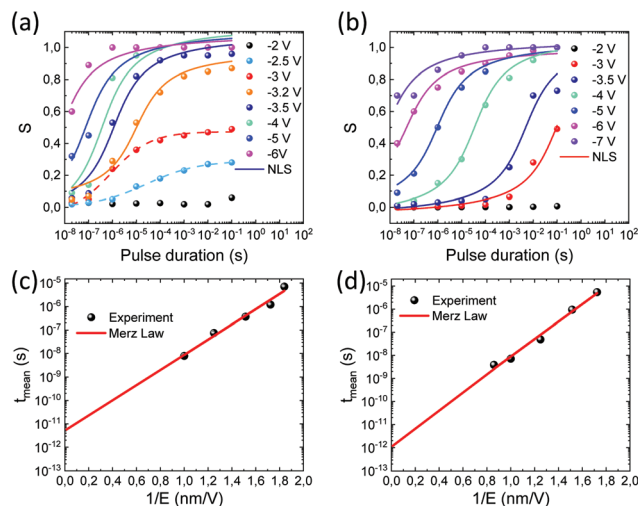 (a)
1,0
0,8
0,6
0,4
0,2
0,0
S
10⁻⁸ 10⁻⁷ 10⁻⁶ 10⁻⁵ 10⁻⁴ 10⁻³ 10⁻² 10⁻¹ 10⁰ 10¹ 10²
Pulse duration (s)
-2 V
-2.5 V
-3 V
-3.2 V
-3.5 V
-4 V
-5 V
-6V
NLS
(b)
1,0
0,8
0,6
0,4
0,2
0,0
S
10⁻⁸ 10⁻⁷ 10⁻⁶ 10⁻⁵ 10⁻⁴ 10⁻³ 10⁻² 10⁻¹ 10⁰ 10¹ 10²
Pulse duration (s)
-2 V
-3 V
-3.5 V
-4 V
-5 V
-6 V
-7 V
NLS
(c)
10⁻⁵
10⁻⁶
10⁻⁷
10⁻⁸
10⁻⁹
10⁻¹⁰
10⁻¹¹
10⁻¹²
10⁻¹³
t_mean (s)
Experiment
Merz Law
0,0 0,2 0,4 0,6 0,8 1,0 1,2 1,4 1,6 1,8 2,0
1/E (nm/V)
(d)
10⁻⁵
10⁻⁶
10⁻⁷
10⁻⁸
10⁻⁹
10⁻¹⁰
10⁻¹¹
10⁻¹²
10⁻¹³
t_mean (s)
Experiment
Merz Law
0,0 0,2 0,4 0,6 0,8 1,0 1,2 1,4 1,6 1,8 2,0
1/E (nm/V)